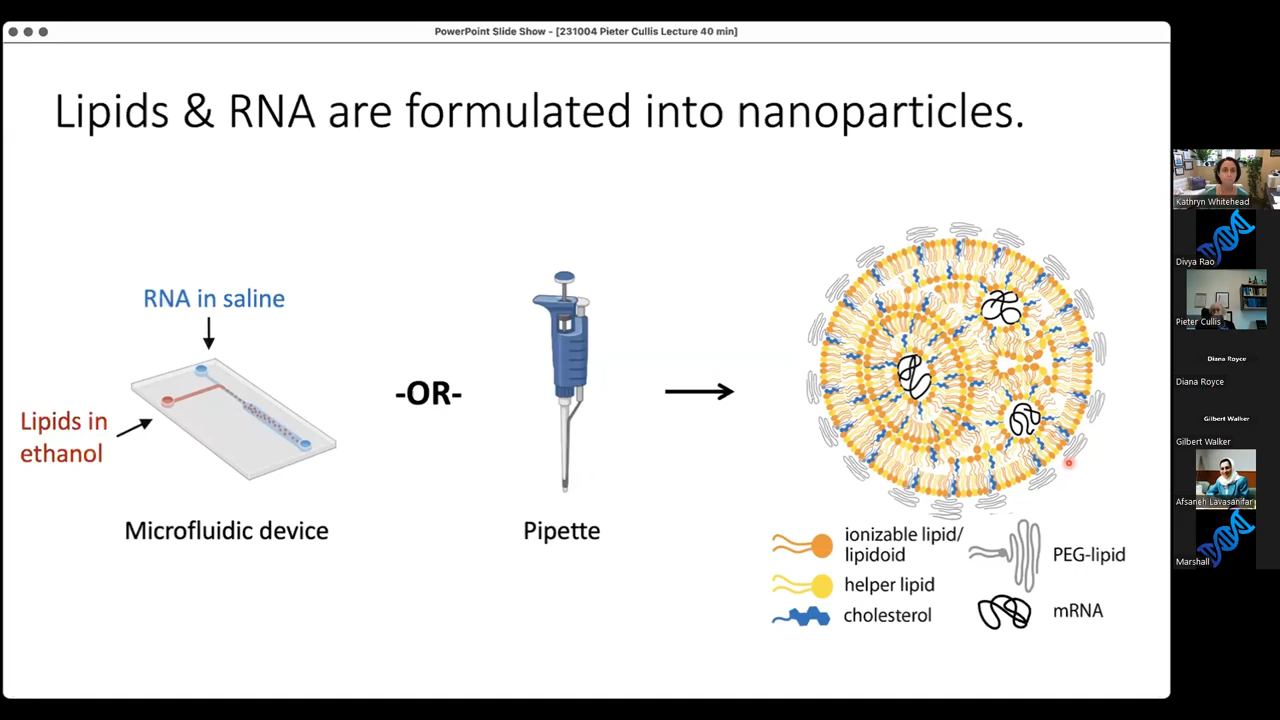 PowerPoint Slide Show - [231004 Pieter Cullis Lecture 40 min]
Lipids & RNA are formulated into nanoparticles.
RNA in saline
Lipids in
ethanol
Microfluidic device
-OR-
Pipette
ionizable lipid/
lipidoid
helper lipid
cholesterol
PEG-lipid
mRNA
Kathryn Whitehead
Divya Rao
Pieter Cullis
Diana Royce
Diana Royce
Gilbert Walker
Gilbert Walker
Afsaneh Lavasanifar
Marshall